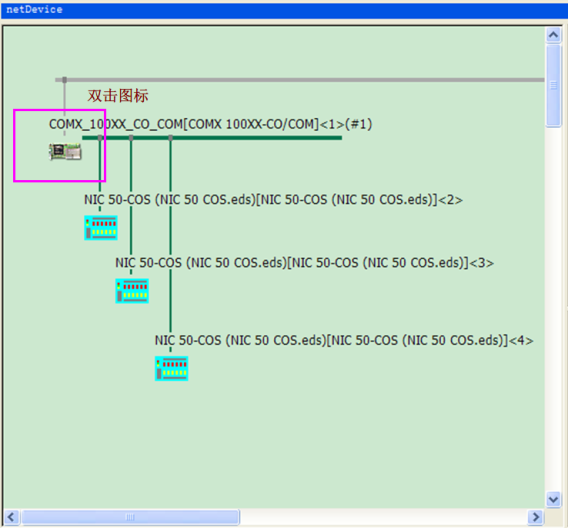 netDevice
双击图标
COMX_100XX_CO_COM[COMX 100XX-CO/COM]<1>(#1)
NIC 50-COS (NIC 50 COS.eds)[NIC 50-COS (NIC 50 COS.eds)]<2>
NIC 50-COS (NIC 50 COS.eds)[NIC 50-COS (NIC 50 COS.eds)]<3>
NIC 50-COS (NIC 50 COS.eds)[NIC 50-COS (NIC 50 COS.eds)]<4>